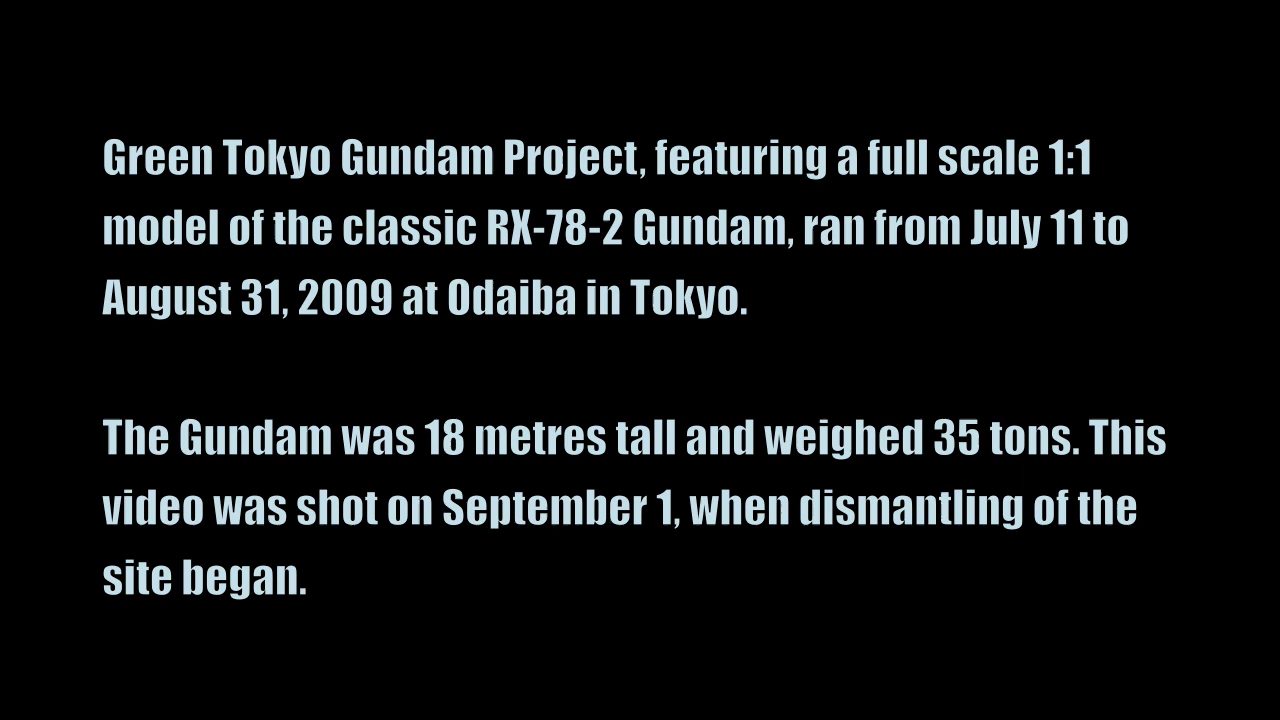 Green Tokyo Gundam Project, featuring a full scale 1:1
model of the classic RX-78-2 Gundam, ran from July 11 to
August 31, 2009 at Odaiba in Tokyo.
The Gundam was 18 metres tall and weighed 35 tons. This
video was shot on September 1, when dismantling of the
site began.